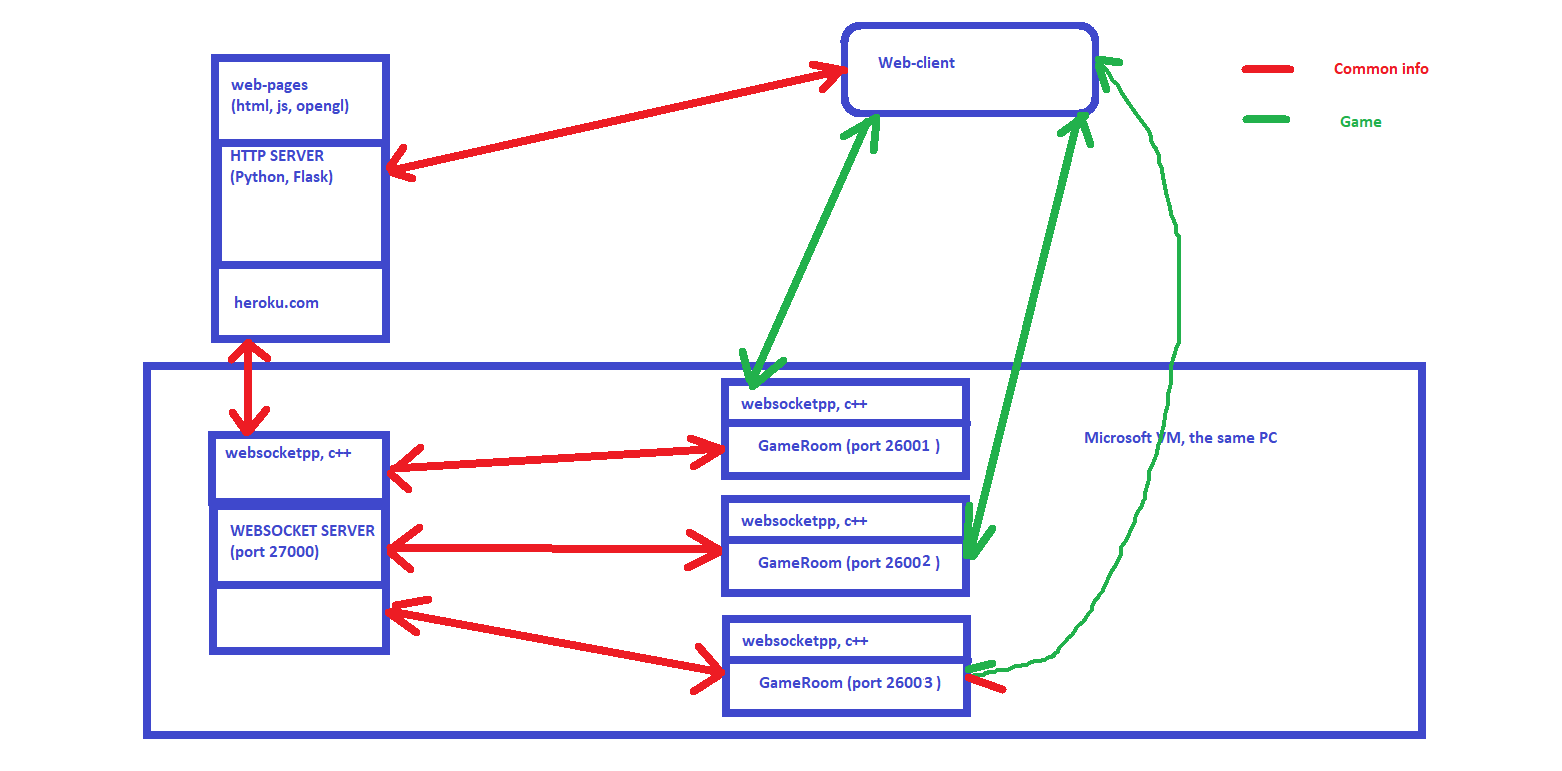 web-pages
(html, js, opengl)
HTTP SERVER
(Python, Flask)
heroku.com
Web-client
Common info
Game
websocketpp, c++
WEBSOCKET SERVER
(port 27000)
websocketpp, c++
GameRoom (port 26001 )
websocketpp, c++
GameRoom (port 26002 )
websocketpp, c++
GameRoom (port 26003 )
Microsoft VM, the same PC